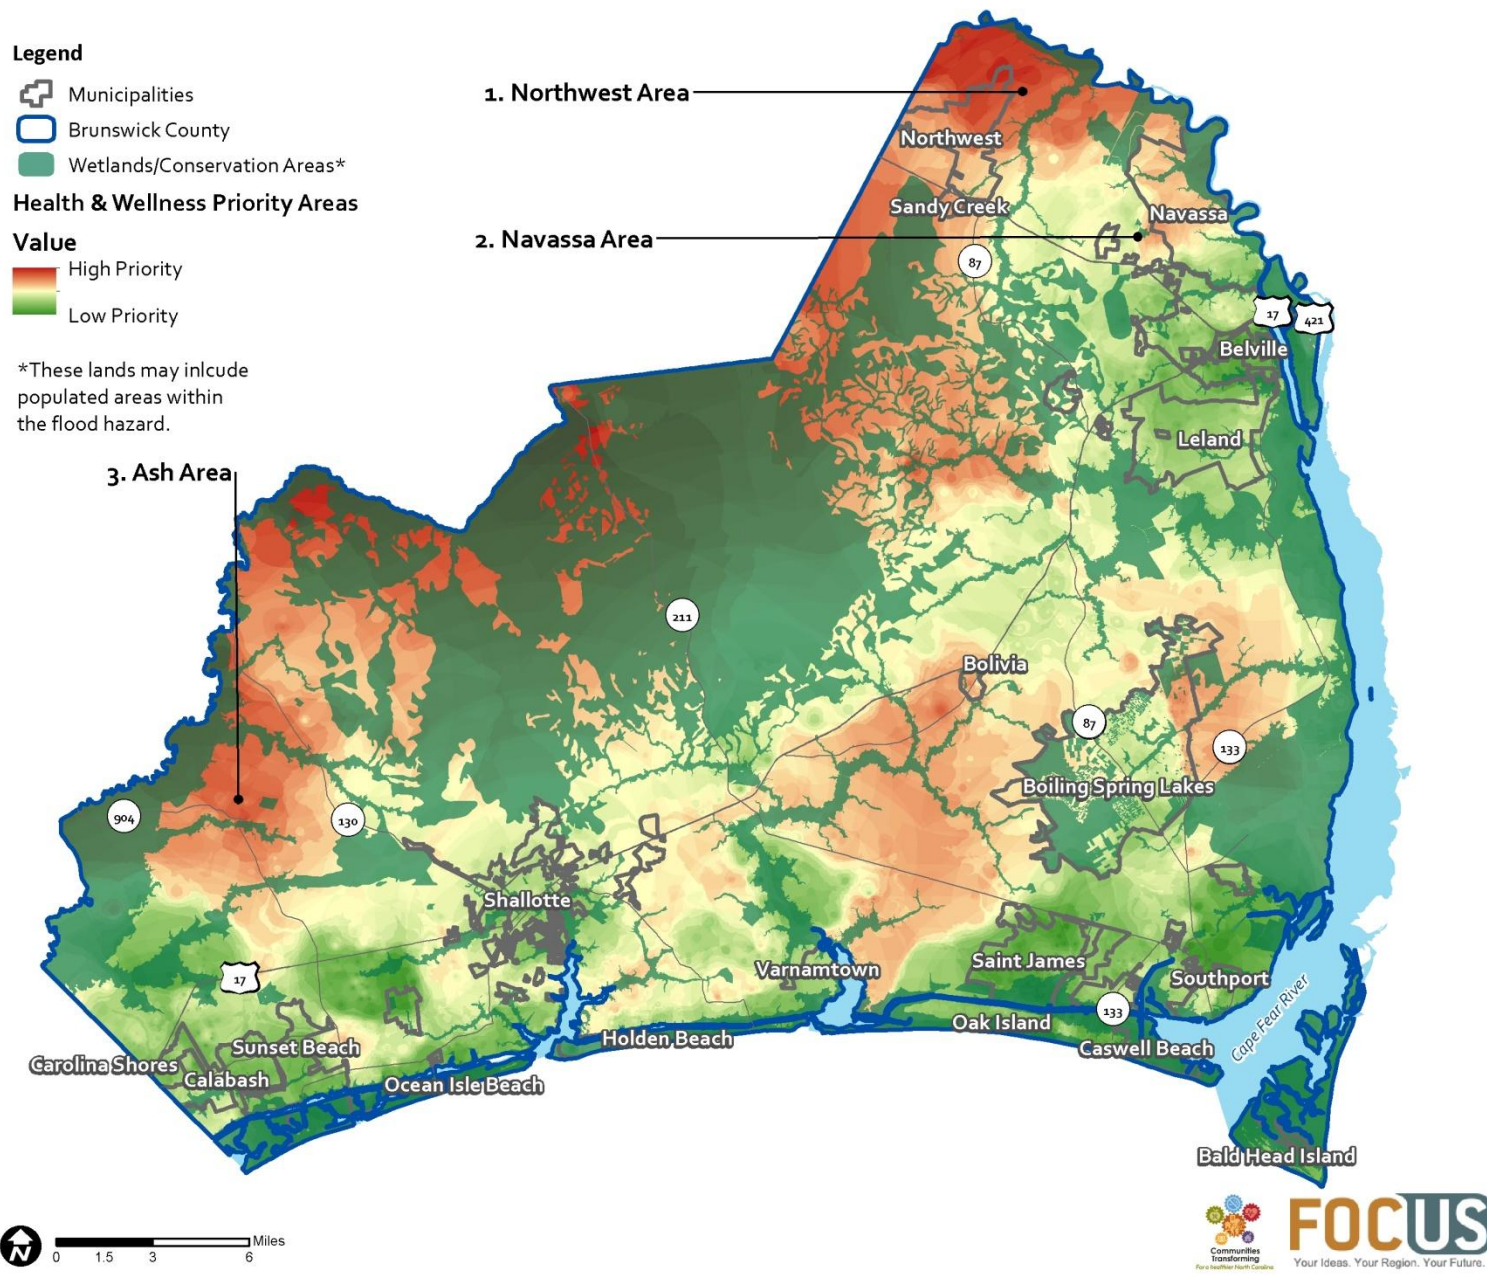 Legend
Municipalities
Brunswick County
Wetlands/Conservation Areas*
Health & Wellness Priority Areas
Value
High Priority
Low Priority
*These lands may inlcude
populated areas within
the flood hazard.
1. Northwest Area
2. Navassa Area
3. Ash Area
Northwest
Sandy Creek
Navassa
87
17
421
Belville
Leland
211
Bolivia
87
133
Boiling Spring Lakes
904
130
Shallotte
17
Varnamtown
Saint James
Southport
133
Oak Island
Caswell Beach
Cape Fear River
Holden Beach
Sunset Beach
Carolina Shores
Calabash
Ocean Isle Beach
Bald Head Island
N
0 1.5 3 6
Miles
Communities
Transforming
For a healthier North Carolina
FOCUS
Your Ideas. Your Region. Your Future.